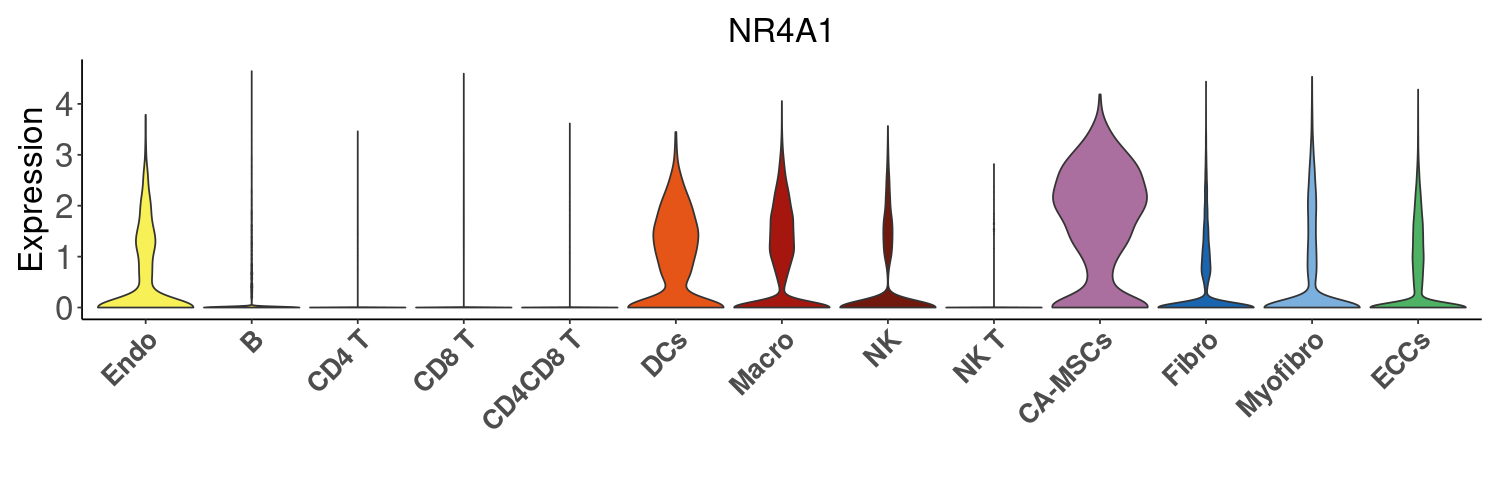 NR4A1
Expression
4
3
2
1
0
Endo
B
CD4 T
CD8 T
CD4CD8 T
DCs
Macro
NK
NK T
CA-MSCs
Fibro
Myofibro
ECCs